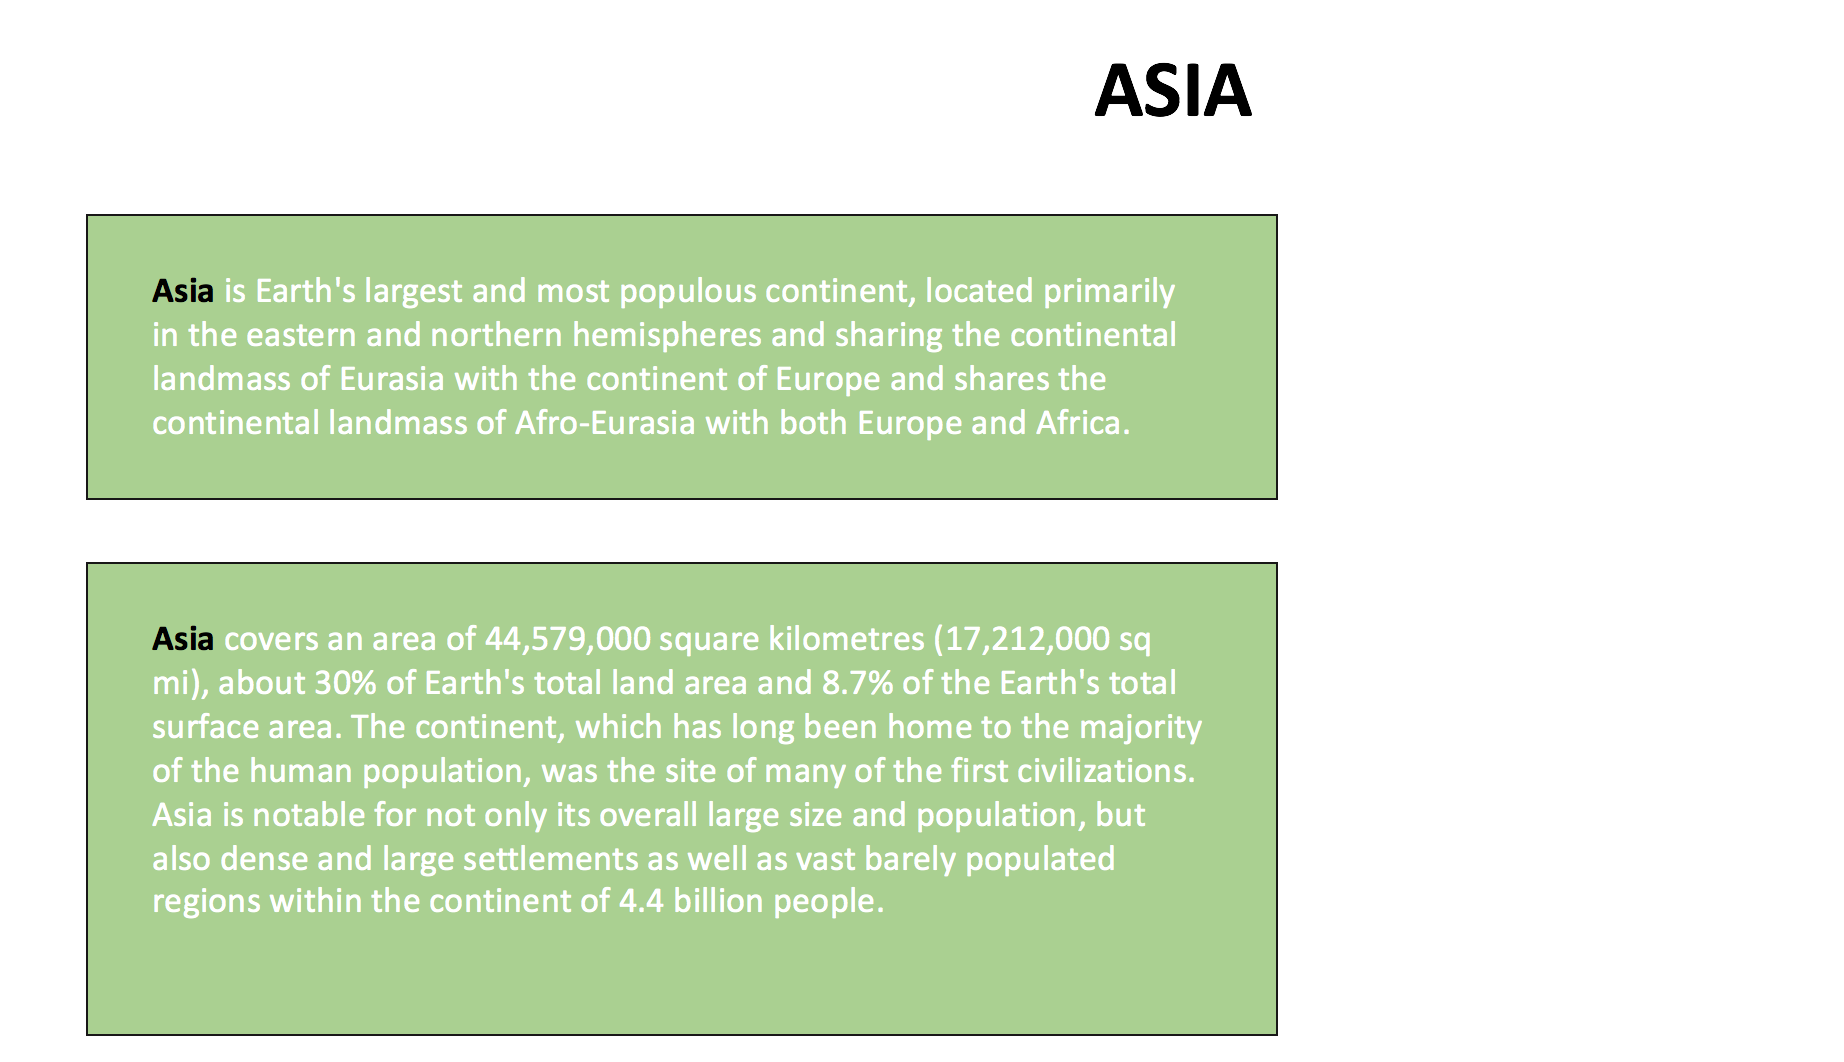 ASIA
Asia is Earth's largest and most populous continent, located primarily
in the eastern and northern hemispheres and sharing the continental
landmass of Eurasia with the continent of Europe and shares the
continental landmass of Afro-Eurasia with both Europe and Africa.
Asia covers an area of 44,579,000 square kilometres (17,212,000 sq
mi), about 30% of Earth's total land area and 8.7% of the Earth's total
surface area. The continent, which has long been home to the majority
of the human population, was the site of many of the first civilizations.
Asia is notable for not only its overall large size and population, but
also dense and large settlements as well as vast barely populated
regions within the continent of 4.4 billion people.